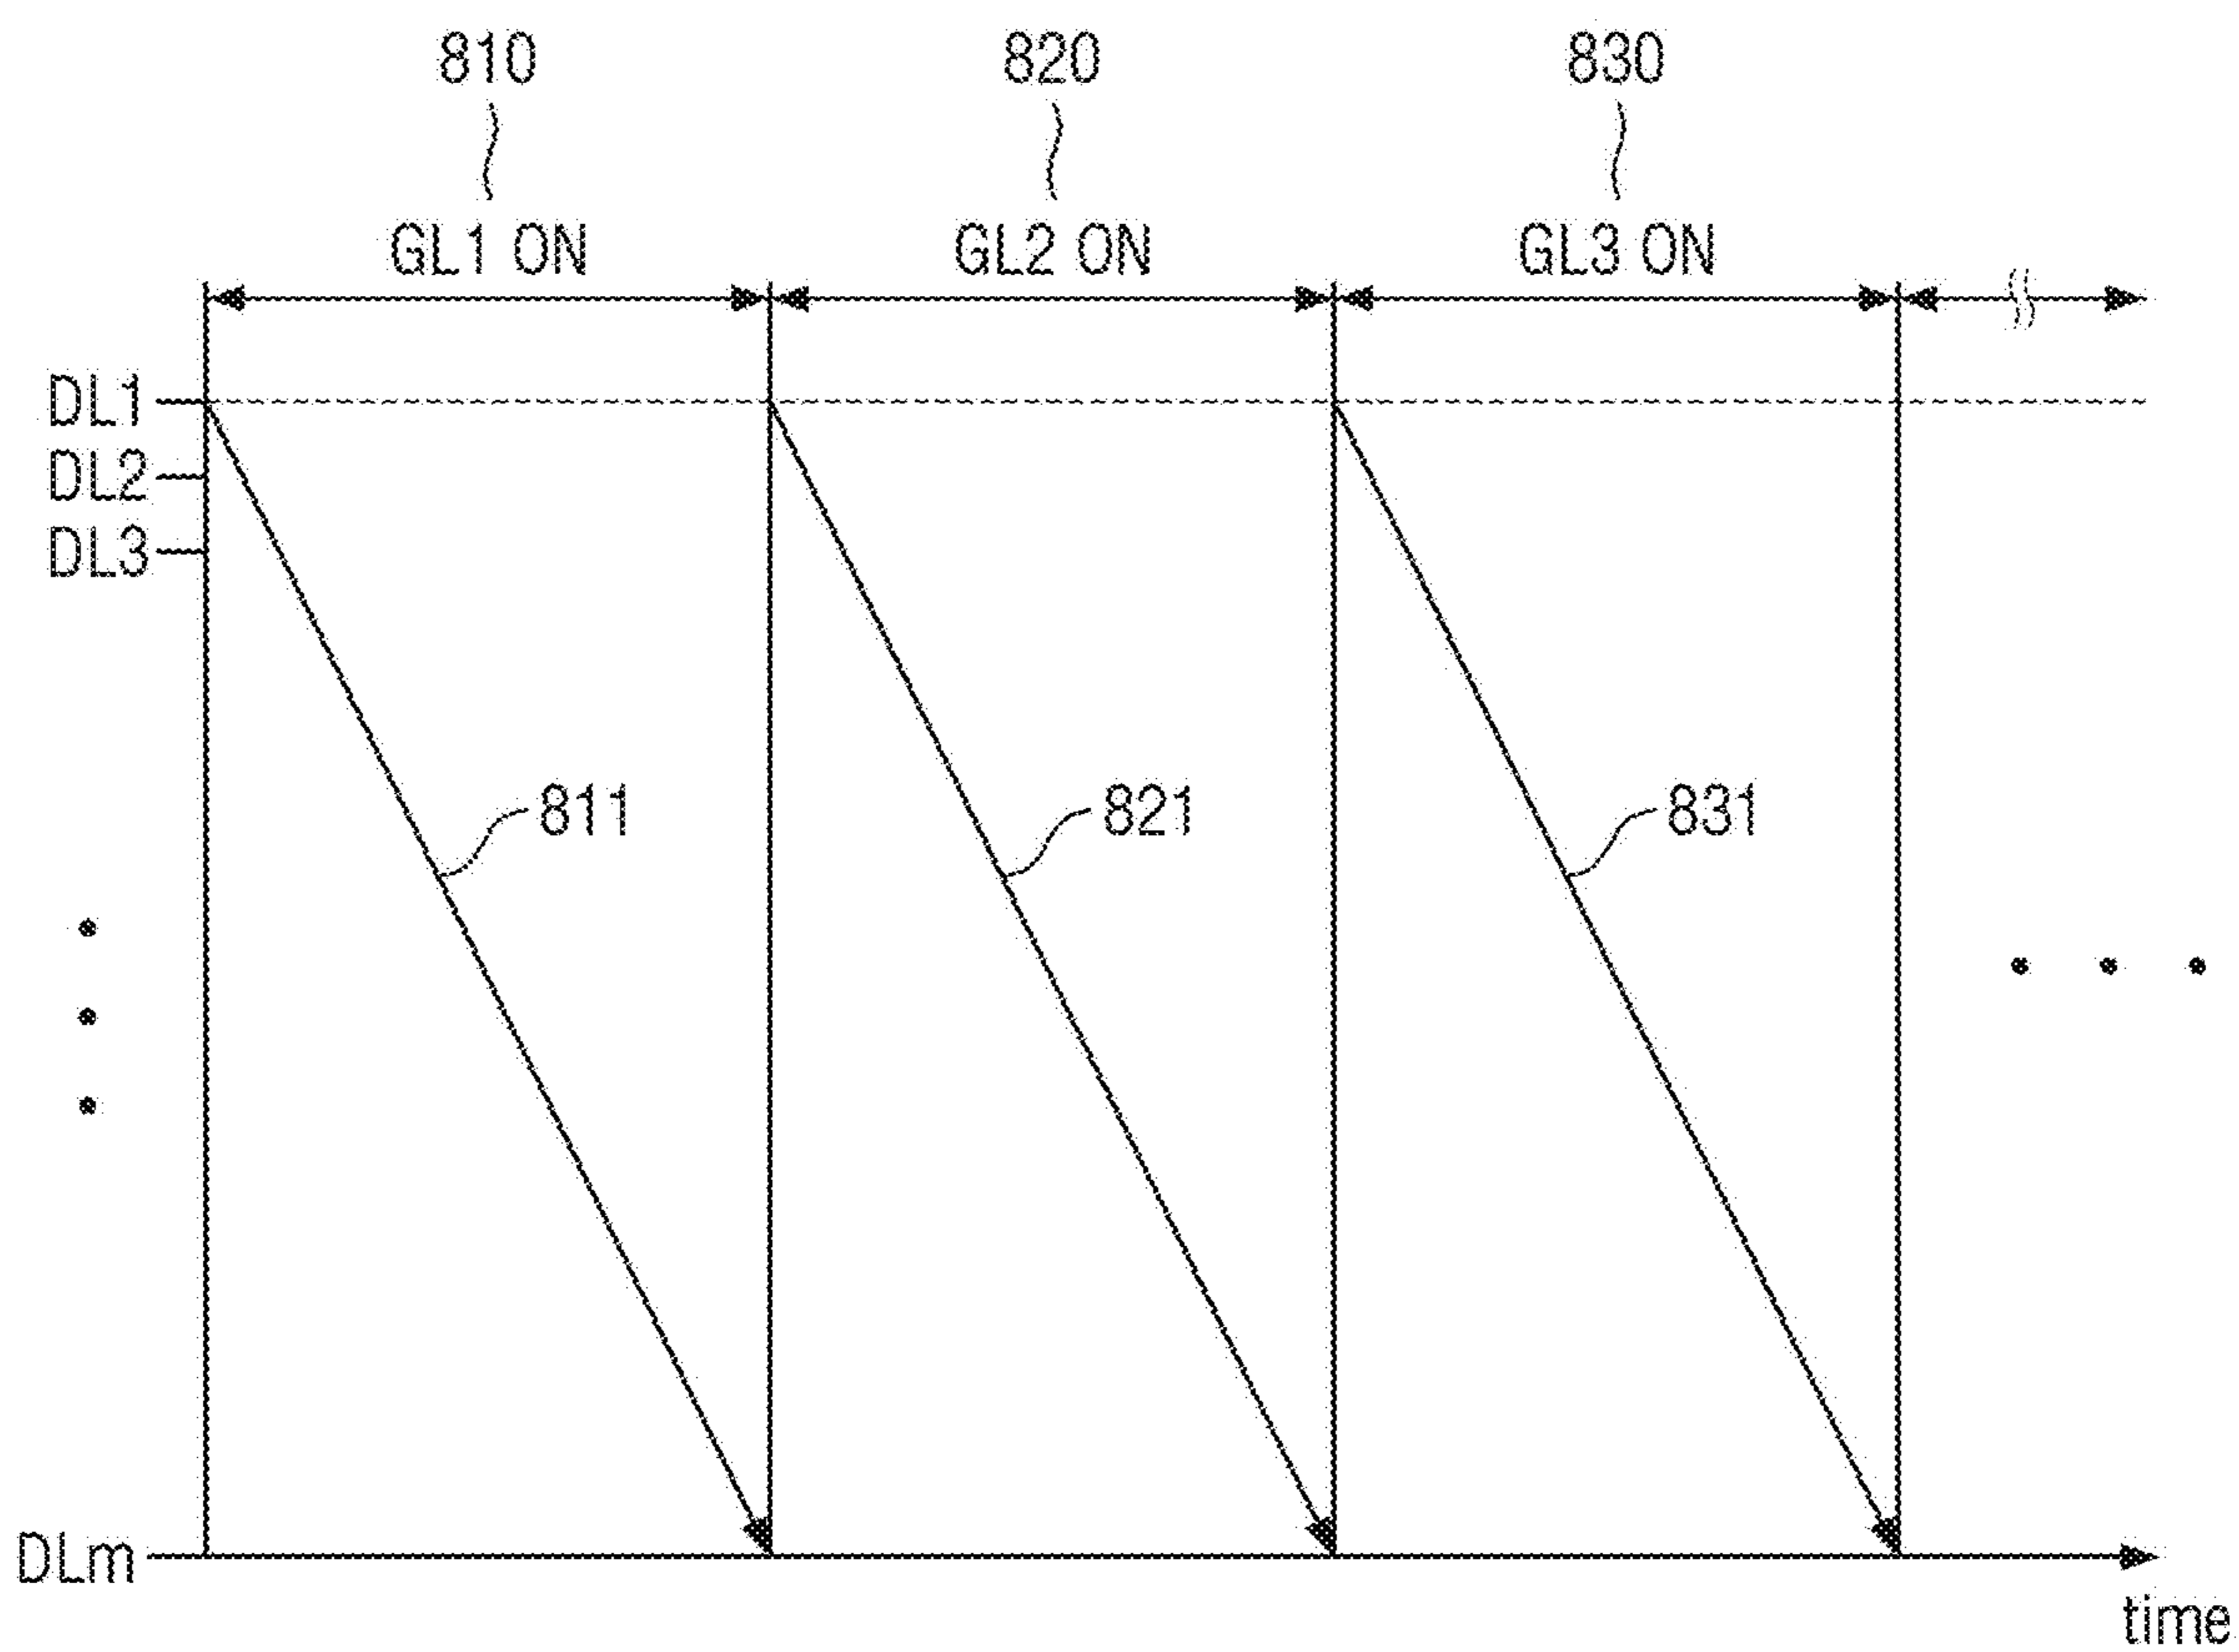 810 820 830
GL1 ON GL2 ON GL3 ON
DL1
DL2
DL3
811 821 831
DLm
time